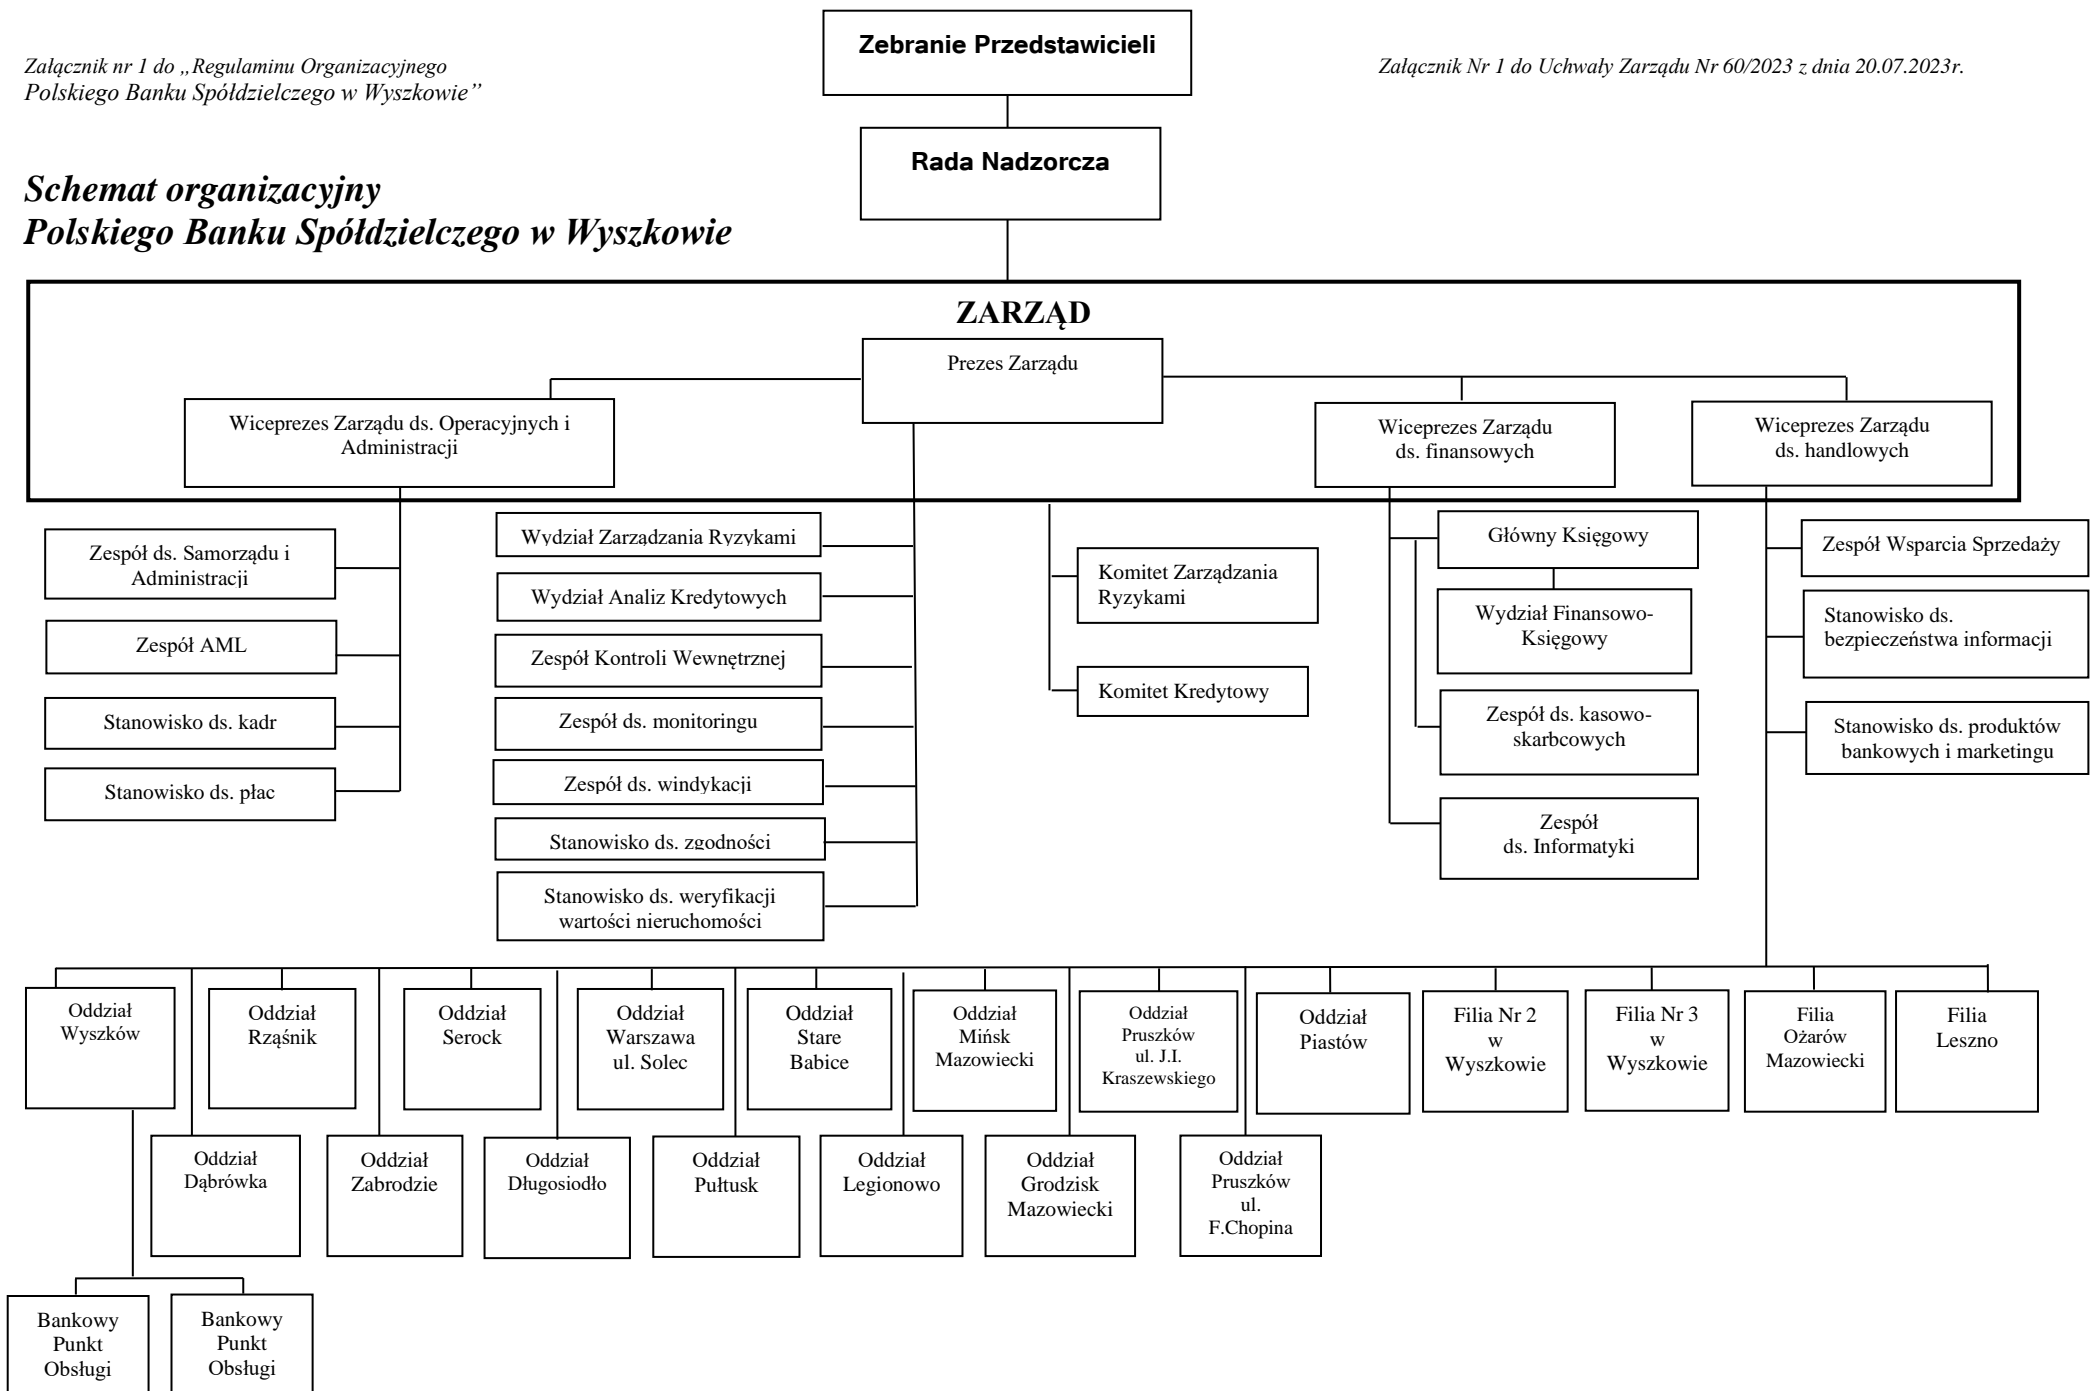 Załącznik nr 1 do „Regulaminu Organizacyjnego
Polskiego Banku Spółdzielczego w Wyszkowie”
Zebranie Przedstawicieli
Załącznik Nr 1 do Uchwały Zarządu Nr 60/2023 z dnia 20.07.2023r.
Rada Nadzorcza
Schemat organizacyjny
Polskiego Banku Spółdzielczego w Wyszkowie
ZARZĄD
Prezes Zarządu
Wiceprezes Zarządu ds. Operacyjnych i
Administracji
Wiceprezes Zarządu
ds. finansowych
Wiceprezes Zarządu
ds. handlowych
Zespół ds. Samorządu i
Administracji
Zespół AML
Stanowisko ds. kadr
Stanowisko ds. płac
Wydział Zarządzania Ryzykami
Wydział Analiz Kredytowych
Zespół Kontroli Wewnętrznej
Zespół ds. monitoringu
Zespół ds. windykacji
Stanowisko ds. zgodności
Stanowisko ds. weryfikacji
wartości nieruchomości
Komitet Zarządzania
Ryzykami
Komitet Kredytowy
Główny Księgowy
Wydział Finansowo-
Księgowy
Zespół ds. kasowo-
skarbcowych
Zespół
ds. Informatyki
Zespół Wsparcia Sprzedaży
Stanowisko ds.
bezpieczeństwa informacji
Stanowisko ds. produktów
bankowych i marketingu
Oddział
Wyszków
Oddział
Rząśnik
Oddział
Serock
Oddział
Warszawa
ul. Solec
Oddział
Stare
Babice
Oddział
Mińsk
Mazowiecki
Oddział
Pruszków
ul. J.I.
Kraszewskiego
Oddział
Piastów
Filia Nr 2
w
Wyszkowie
Filia Nr 3
w
Wyszkowie
Filia
Ożarów
Mazowiecki
Filia
Leszno
Oddział
Dąbrówka
Oddział
Zabrodzie
Oddział
Długosiodło
Oddział
Pułtusk
Oddział
Legionowo
Oddział
Grodzisk
Mazowiecki
Oddział
Pruszków
ul.
F.Chopina
Bankowy
Punkt
Obsługi
Bankowy
Punkt
Obsługi